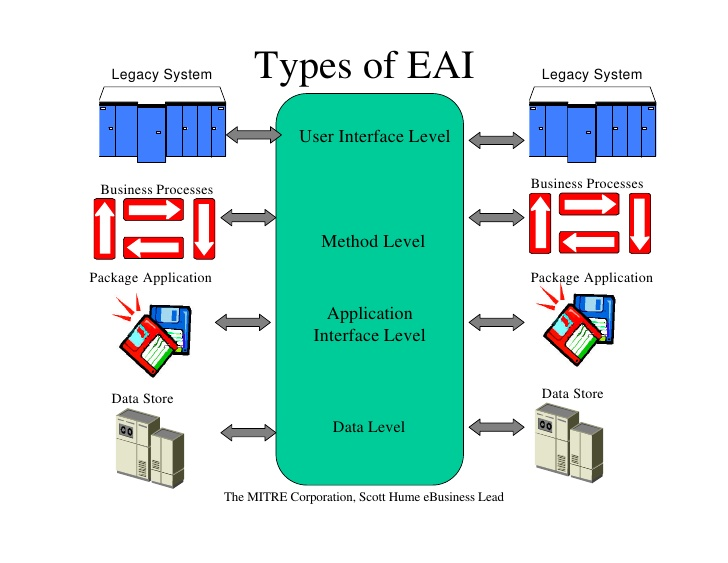 Types of EAI
Legacy System
Legacy System
User Interface Level
Business Processes
Business Processes
Method Level
Package Application
Package Application
Application
Interface Level
Data Store
Data Store
Data Level
The MITRE Corporation, Scott Hume eBusiness Lead